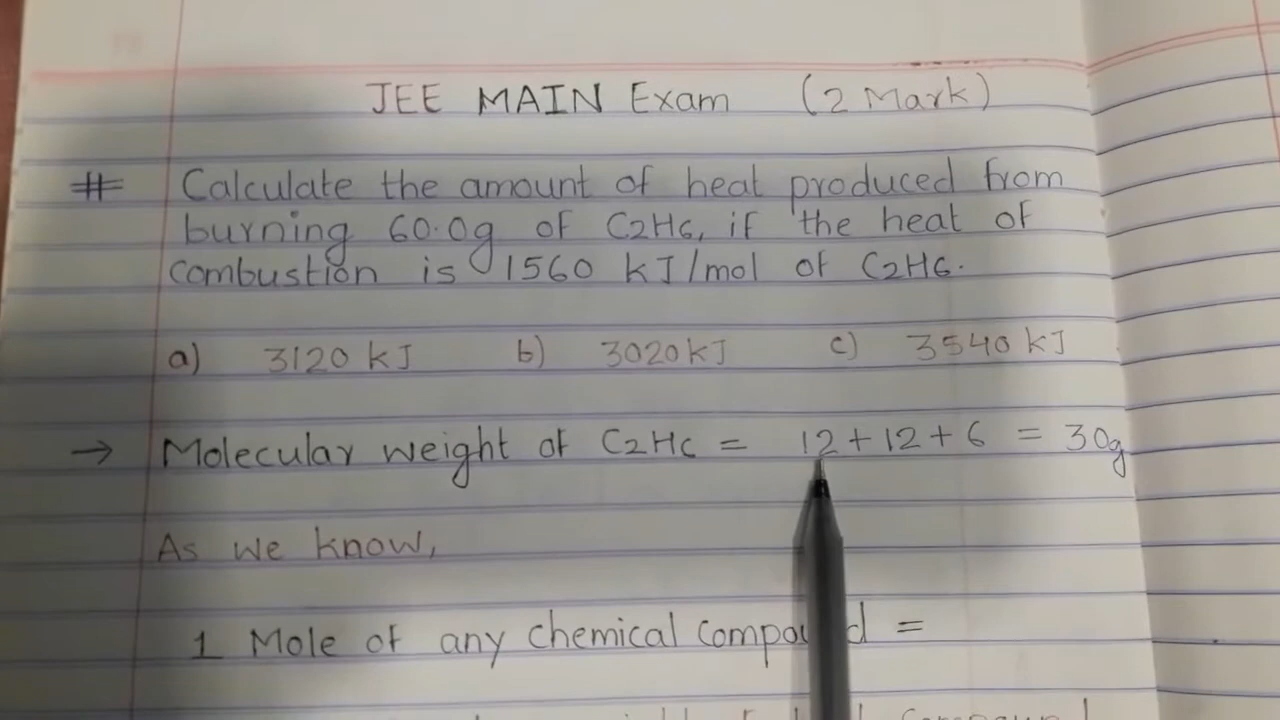 JEE MAIN Exam (2 Mark)
# Calculate the amount of heat produced from
burning 60.0g of C2H6, if the heat of
combustion is 1560 kJ/mol of C2H6.
a) 3120 kJ b) 3020 kJ c) 3540 kJ
→ Molecular weight of C2H6 = 12+12+6 = 30g
As we know,
1 Mole of any chemical =